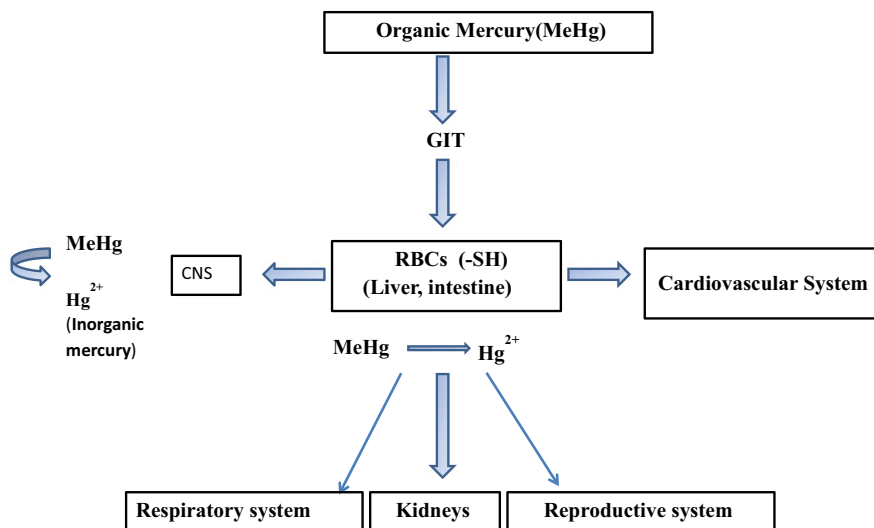 Organic Mercury(MeHg)
GIT
MeHg
Hg²⁺
(Inorganic
mercury)
CNS
RBCs (-SH)
(Liver, intestine)
Cardiovascular System
MeHg
Hg²⁺
Respiratory system
Kidneys
Reproductive system